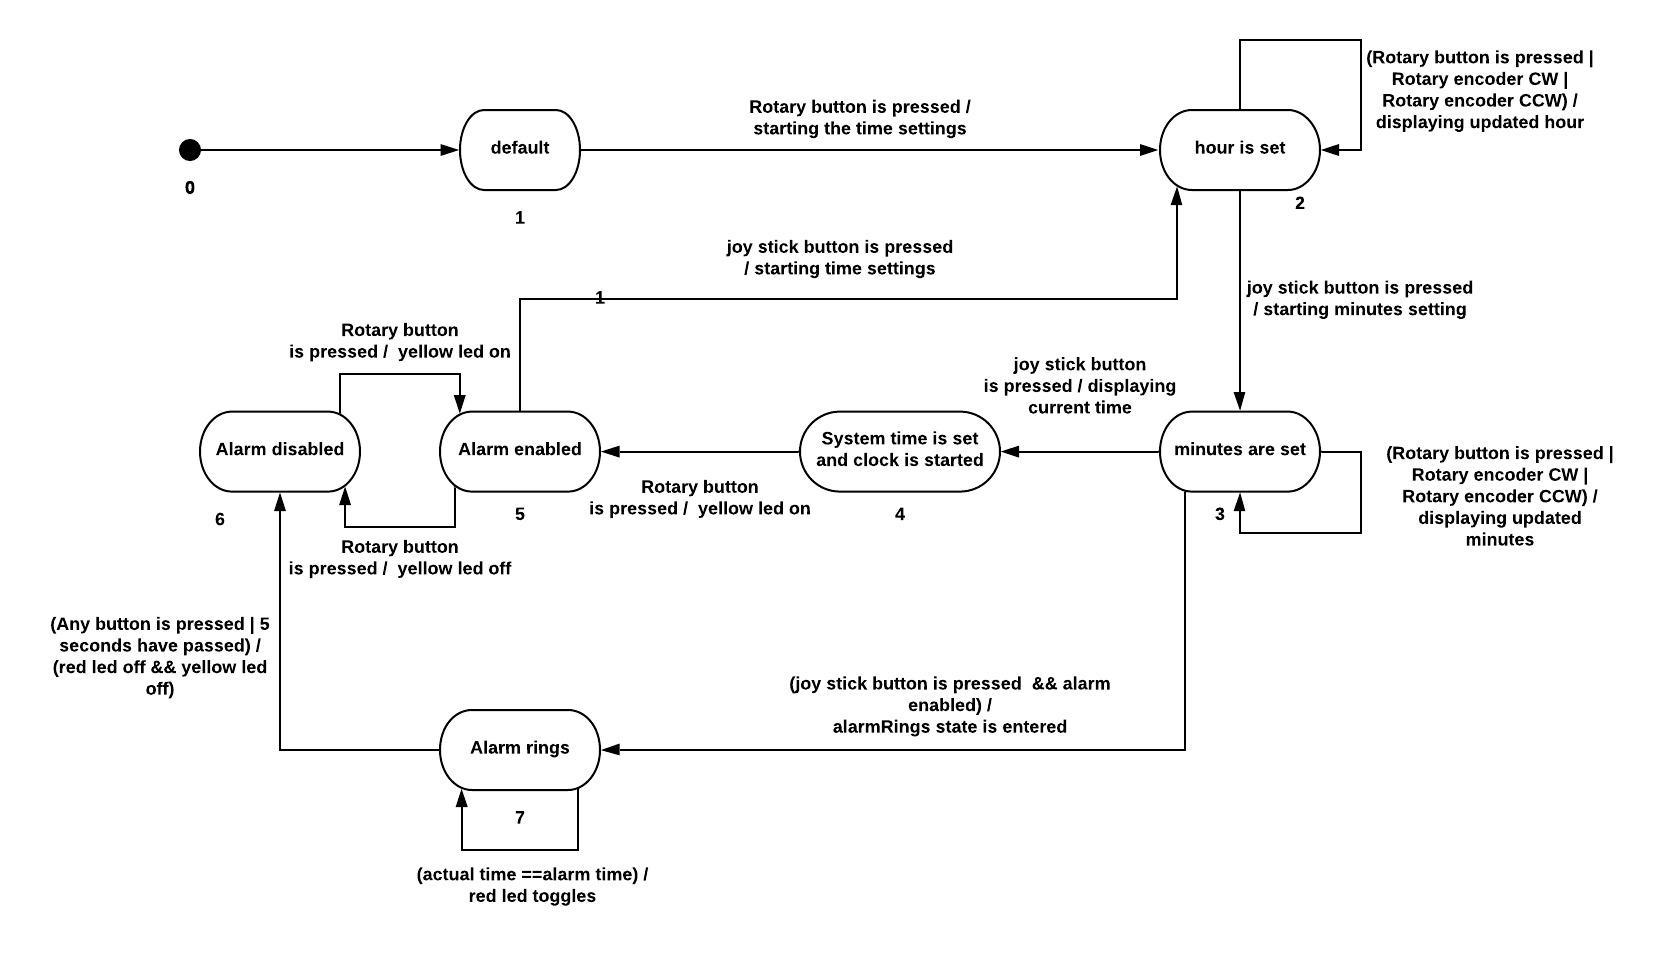 (Rotary button is pressed |
Rotary encoder CW |
Rotary encoder CCW) /
displaying updated hour
Rotary button is pressed /
starting the time settings
default
hour is set
0
1
2
joy stick button is pressed
/ starting time settings
1
joy stick button is pressed
/ starting minutes setting
Rotary button
is pressed / yellow led on
joy stick button
is pressed / displaying
current time
Alarm disabled
Alarm enabled
System time is set
and clock is started
minutes are set
(Rotary button is pressed |
Rotary encoder CW |
Rotary encoder CCW) /
displaying updated
minutes
Rotary button
is pressed / yellow led on
6
5
4
3
Rotary button
is pressed / yellow led off
(Any button is pressed | 5
seconds have passed) /
(red led off && yellow led
off)
(joy stick button is pressed && alarm
enabled) /
alarmRings state is entered
Alarm rings
7
(actual time ==alarm time) /
red led toggles